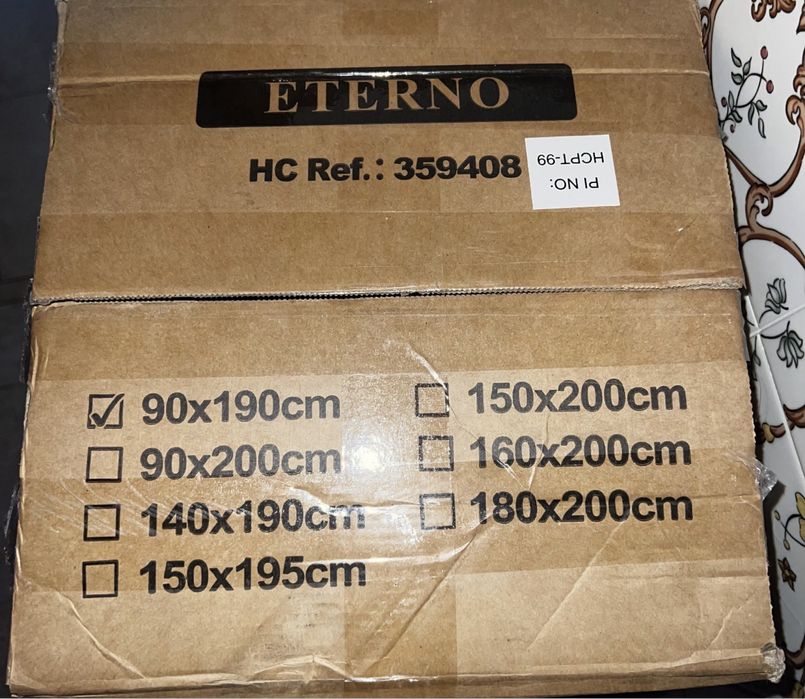 ETERNO
HC Ref.: 359408
PI NO:
HCPT-99
90x190cm
90x200cm
140x190cm
150x195cm
150x200cm
160x200cm
180x200cm